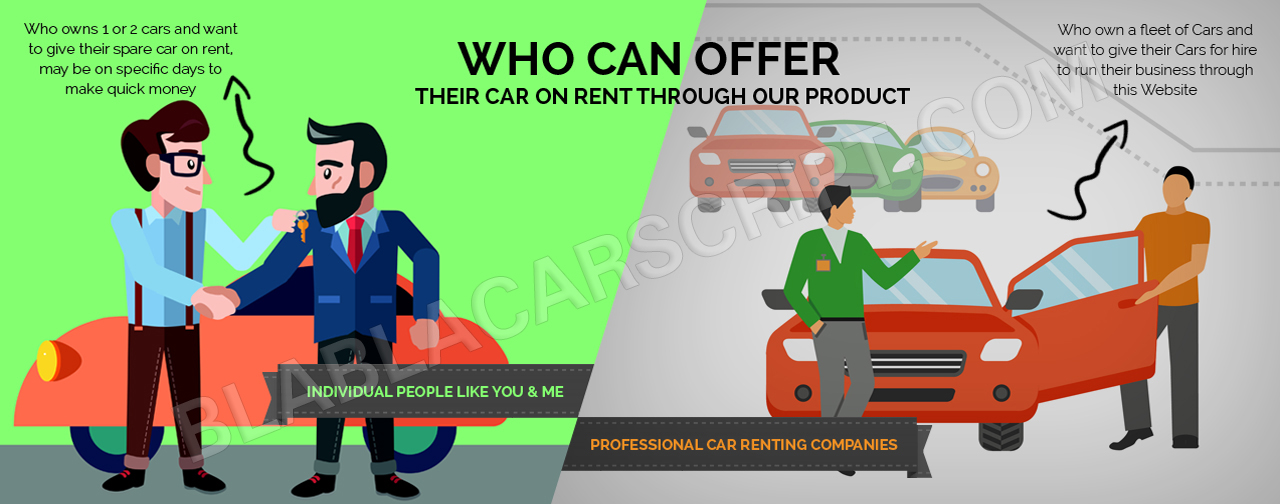 Who owns 1 or 2 cars and want
to give their spare car on rent,
may be on specific days to
make quick money
WHO CAN OFFER
THEIR CAR ON RENT THROUGH OUR PRODUCT
Who own a fleet of Cars and
want to give their Cars for hire
to run their business through
this Website
BLABLACARSCRIPT.COM
INDIVIDUAL PEOPLE LIKE YOU & ME
PROFESSIONAL CAR RENTING COMPANIES